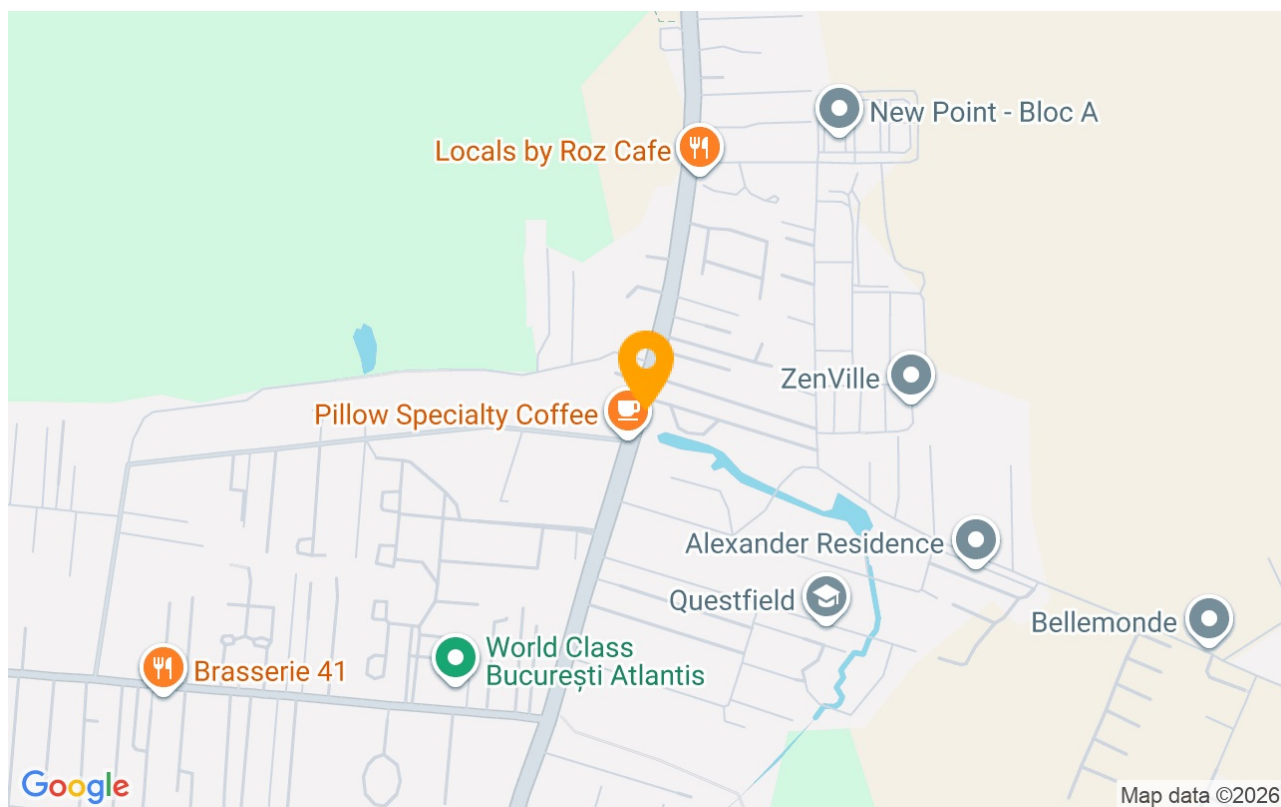 New Point - Bloc A
Locals by Roz Cafe
ZenVille
Pillow Specialty Coffee
Alexander Residence
Questfield
Bellemonde
World Class
București Atlantis
Brasserie 41
Google
Map data ©2026